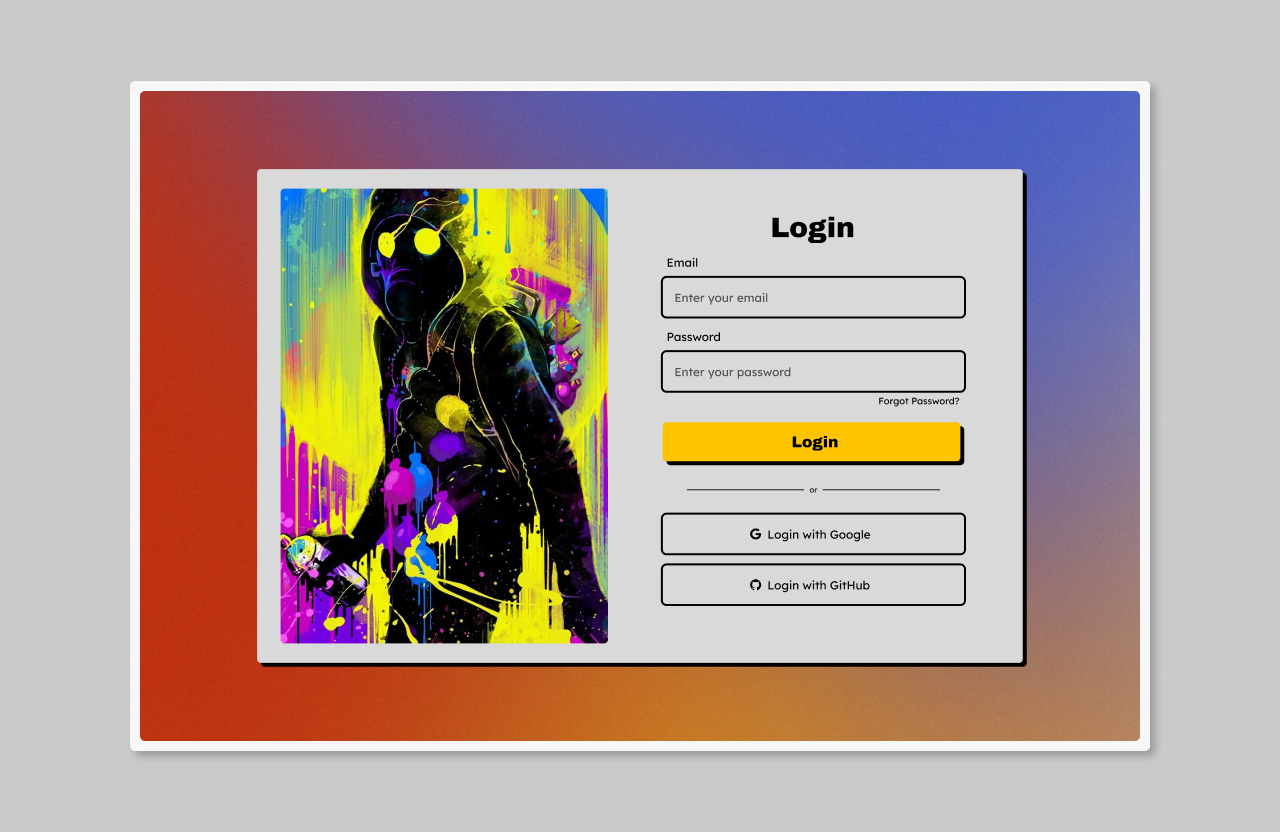 Login
Email
Enter your email
Password
Enter your password
Forgot Password?
Login
or
Login with Google
Login with GitHub